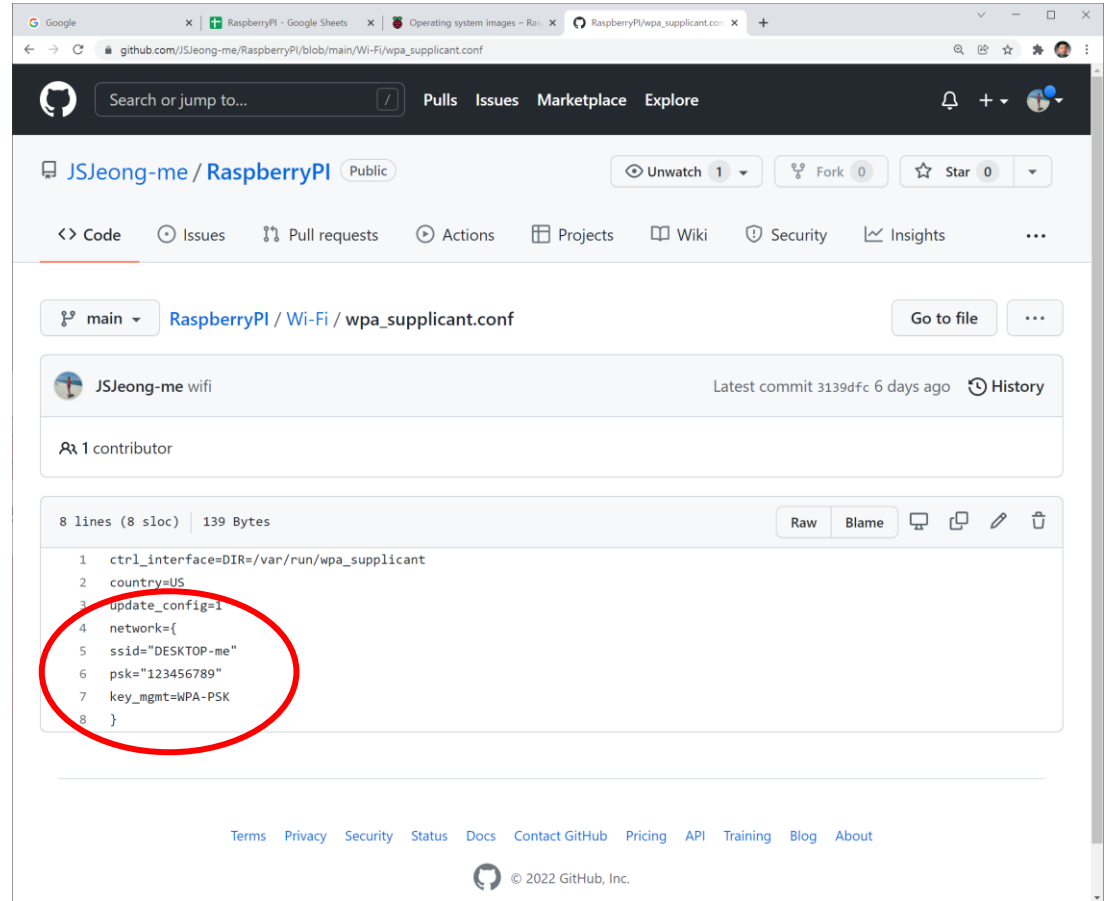 Google
RaspberryPI - Google Sheets
Operating system images – Ras
RaspberryPI/wpa_supplicant.con
github.com/JSJeong-me/RaspberryPI/blob/main/Wi-Fi/wpa_supplicant.conf
Search or jump to... /
Pulls Issues Marketplace Explore
JSJeong-me / RaspberryPI Public
Unwatch 1 Fork 0 Star 0
Code Issues Pull requests Actions Projects Wiki Security Insights
main RaspberryPI / Wi-Fi / wpa_supplicant.conf Go to file
JSJeong-me wifi Latest commit 3139dfc 6 days ago History
1 contributor
8 lines (8 sloc) 139 Bytes Raw Blame
1 ctrl_interface=DIR=/var/run/wpa_supplicant
2 country=US
3 update_config=1
4 network={
5 ssid="DESKTOP-me"
6 psk="123456789"
7 key_mgmt=WPA-PSK
8 }
Terms Privacy Security Status Docs Contact GitHub Pricing API Training Blog About
© 2022 GitHub, Inc.